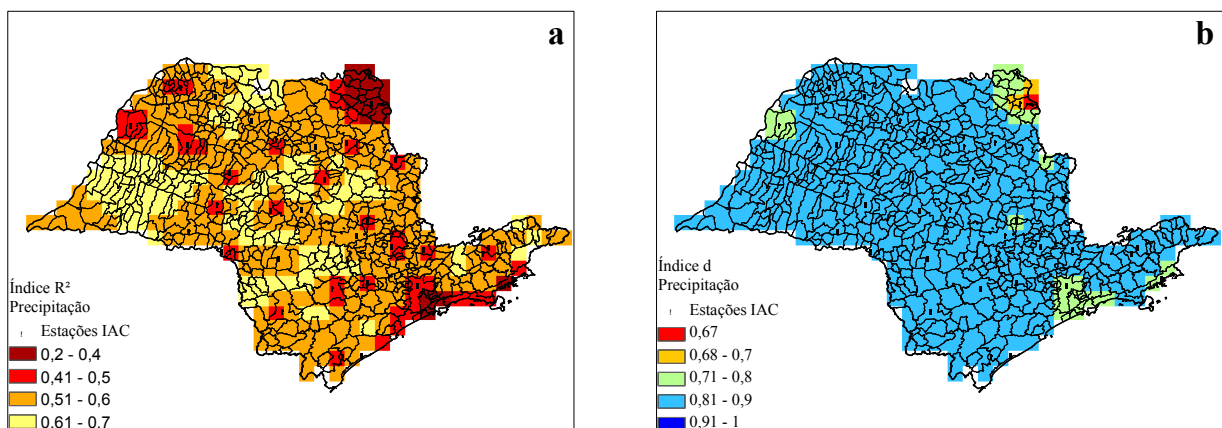 a
Índice R²
Precipitação
Estações IAC
0,2 - 0,4
0,41 - 0,5
0,51 - 0,6
0,61 - 0,7
b
Índice d
Precipitação
Estações IAC
0,67
0,68 - 0,7
0,71 - 0,8
0,81 - 0,9
0,91 - 1